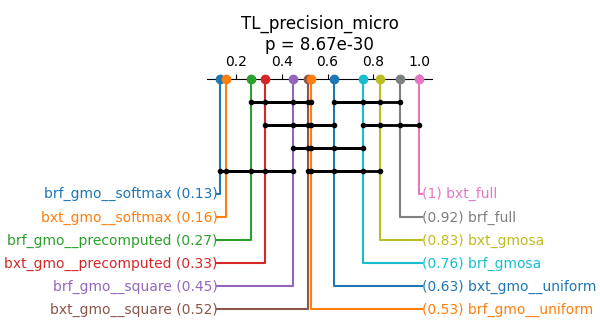 TL_precision_micro
p = 8.67e-30
0.2 0.4 0.6 0.8 1.0
brf_gmo__softmax (0.13) (1) bxt_full
bxt_gmo__softmax (0.16) (0.92) brf_full
brf_gmo__precomputed (0.27) (0.83) bxt_gmosa
bxt_gmo__precomputed (0.33) (0.76) brf_gmosa
brf_gmo__square (0.45) (0.63) bxt_gmo__uniform
bxt_gmo__square (0.52) (0.53) brf_gmo__uniform